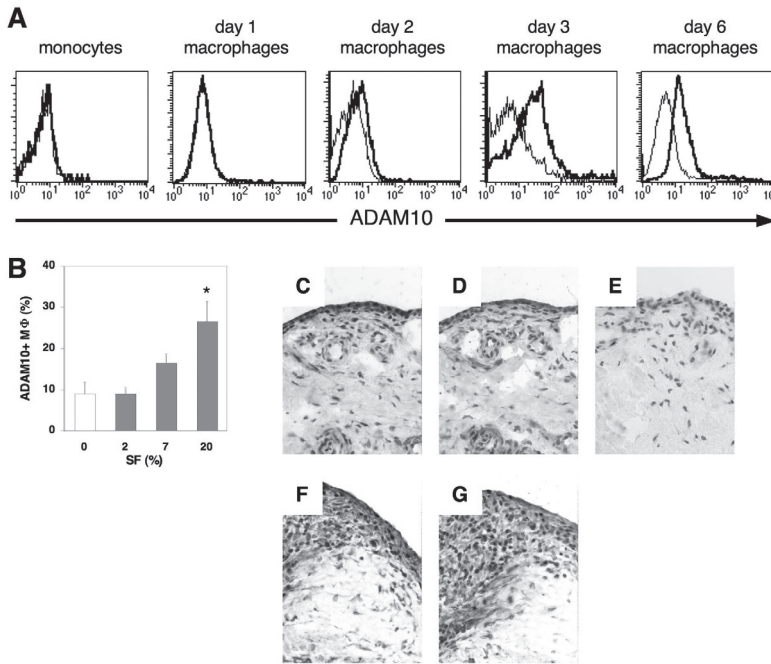 A
monocytes
day 1
macrophages
day 2
macrophages
day 3
macrophages
day 6
macrophages
10⁰ 10¹ 10² 10³ 10⁴
10⁰ 10¹ 10² 10³ 10⁴
10⁰ 10¹ 10² 10³ 10⁴
10⁰ 10¹ 10² 10³ 10⁴
10⁰ 10¹ 10² 10³ 10⁴
ADAM10
B
ADAM10+ MΦ (%)
40
30
20
10
0
0 2 7 20
SF (%)
*
C
D
E
F
G